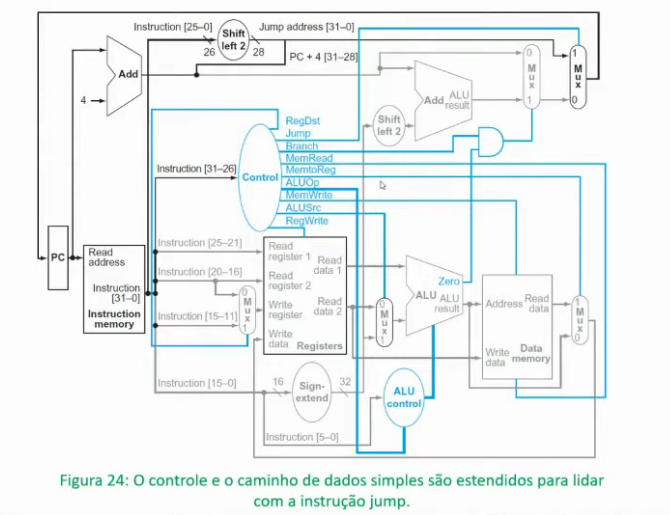 Instruction [25–0]
Shift
left 2
Jump address [31–0]
26
28
PC + 4 [31–28]
Add
4
0
M
u
x
1
1
M
u
x
0
Add
ALU
result
Shift
left 2
RegDst
Jump
Branch
MemRead
MemtoReg
ALUOp
MemWrite
ALUSrc
RegWrite
Control
Instruction [31–26]
PC
Read
address
Instruction
[31–0]
Instruction
memory
Instruction [25–21]
Instruction [20–16]
Instruction [15–11]
Instruction [15–0]
0
M
u
x
1
Read
register 1
Read
register 2
Write
register
Write
data
Read
data 1
Read
data 2
Registers
0
M
u
x
1
Zero
ALU
ALU
result
Address
Read
data
Write
data
Data
memory
1
M
u
x
0
16
Sign-
extend
32
ALU
control
Instruction [5–0]
Figura 24: O controle e o caminho de dados simples são estendidos para lidar
com a instrução jump.